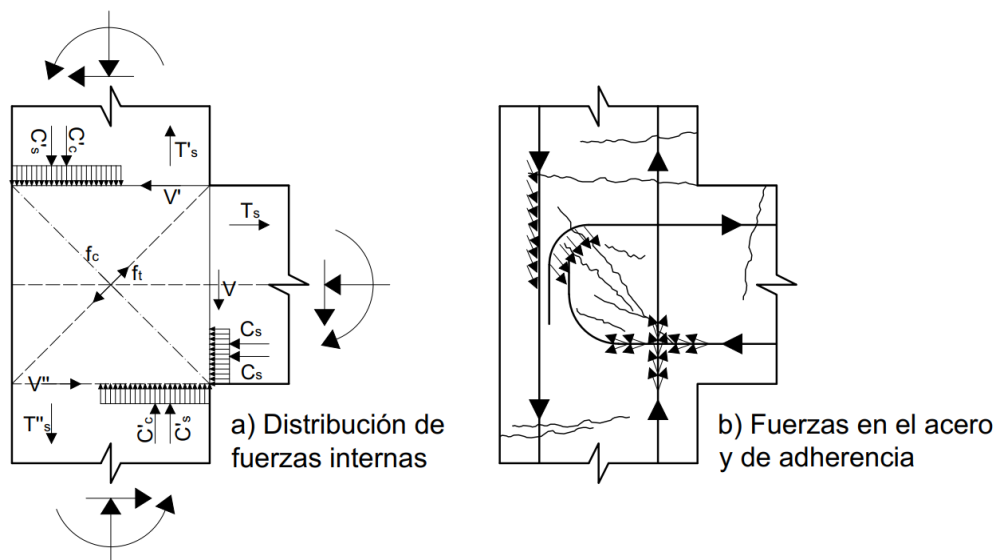 C's
C'c
T's
V'
Ts
fc
ft
V
Cs
Cs
V''
T''s
C'c
C's
a) Distribución de
fuerzas internas
b) Fuerzas en el acero
y de adherencia